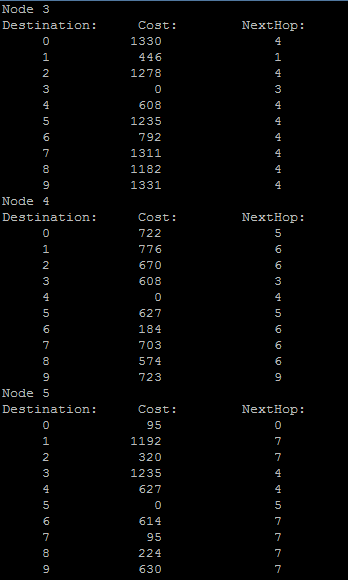 Node 3
Destination: Cost: NextHop:
0 1330 4
1 446 1
2 1278 4
3 0 3
4 608 4
5 1235 4
6 792 4
7 1311 4
8 1182 4
9 1331 4
Node 4
Destination: Cost: NextHop:
0 722 5
1 776 6
2 670 6
3 608 3
4 0 4
5 627 5
6 184 6
7 703 6
8 574 6
9 723 9
Node 5
Destination: Cost: NextHop:
0 95 0
1 1192 7
2 320 7
3 1235 4
4 627 4
5 0 5
6 614 7
7 95 7
8 224 7
9 630 7